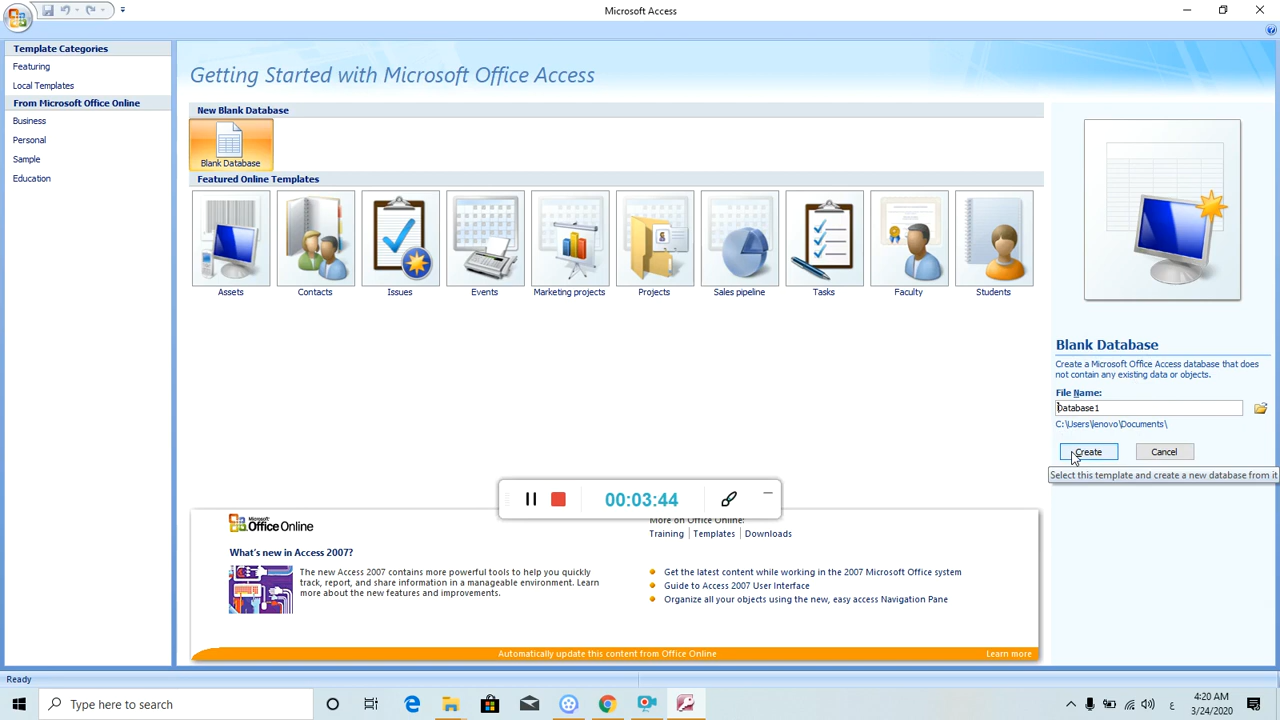 Microsoft Access
Template Categories
Featuring
Local Templates
From Microsoft Office Online
Business
Personal
Sample
Education
Getting Started with Microsoft Office Access
New Blank Database
Blank Database
Featured Online Templates
Assets
Contacts
Issues
Events
Marketing projects
Projects
Sales pipeline
Tasks
Faculty
Students
Blank Database
Create a Microsoft Office Access database that does
not contain any existing data or objects.
File Name:
Database1
C:\Users\lenovo\Documents\
Create
Cancel
Select this template and create a new database from it
00:03:44
Microsoft
Office Online
More on Office Online:
Training
Templates
Downloads
What's new in Access 2007?
The new Access 2007 contains more powerful tools to help you quickly
track, report, and share information in a manageable environment. Learn
more about the new features and improvements.
Get the latest content while working in the 2007 Microsoft Office system
Guide to Access 2007 User Interface
Organize all your objects using the new, easy access Navigation Pane
Automatically update this content from Office Online
Learn more
Ready
Type here to search
ع
4:20 AM
3/24/2020